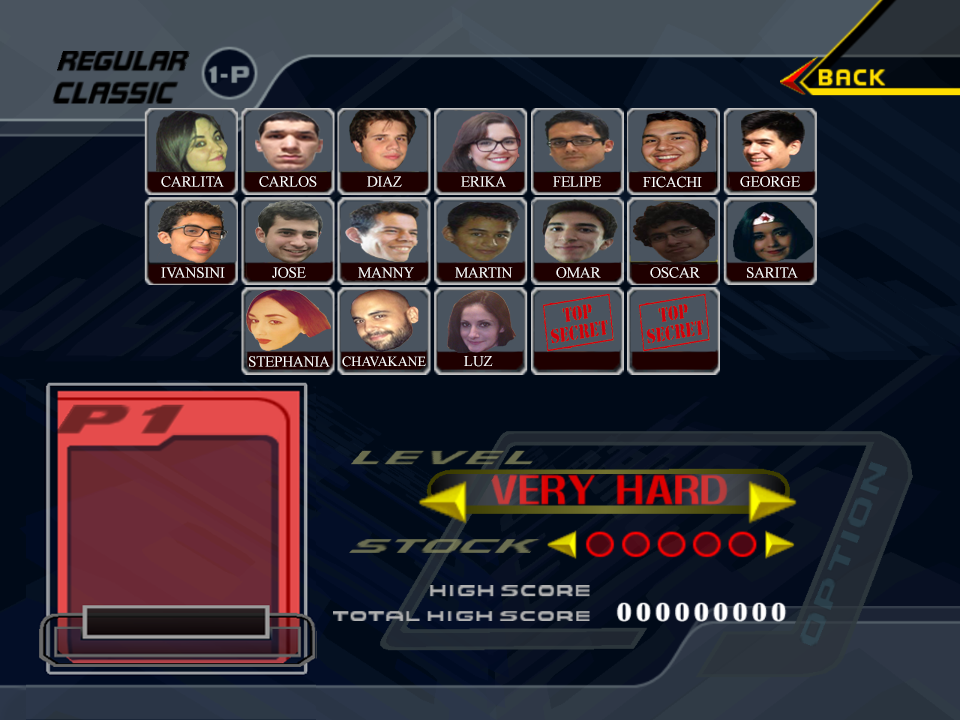 REGULAR
CLASSIC
1-P
BACK
CARLITA CARLOS DIAZ ERIKA FELIPE FICACHI GEORGE
IVANSINI JOSE MANNY MARTIN OMAR OSCAR SARITA
TOP SECRET TOP SECRET
STEPHANIA CHAVAKANE LUZ
P1
LEVEL
VERY HARD
STOCK
OPTION
HIGH SCORE
TOTAL HIGH SCORE 000000000